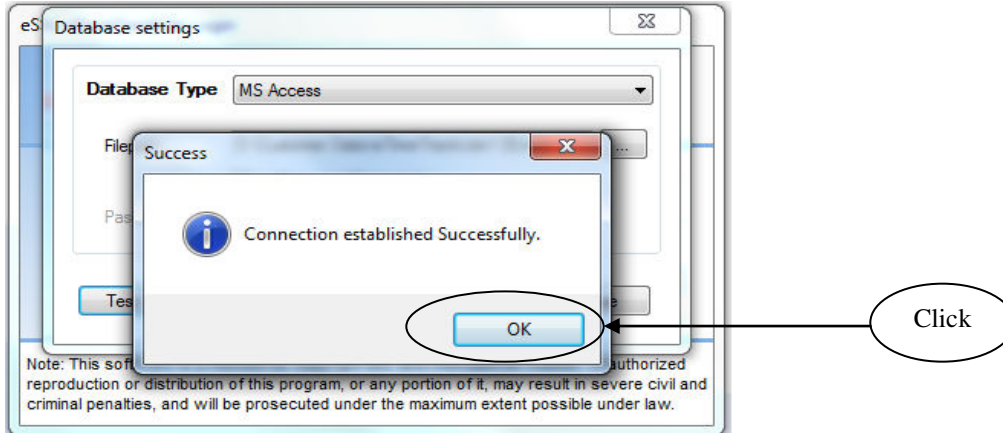 eS
Database settings
Database Type MS Access
Filep
...
Success
Pas
Connection established Successfully.
Tes
e
OK
Click
Note: This soft authorized
reproduction or distribution of this program, or any portion of it, may result in severe civil and
criminal penalties, and will be prosecuted under the maximum extent possible under law.